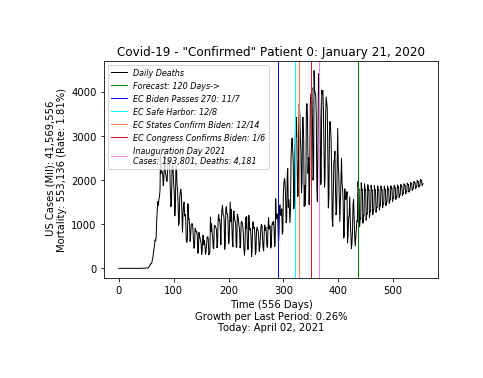 Covid-19 - "Confirmed" Patient 0: January 21, 2020
Daily Deaths
Forecast: 120 Days->
EC Biden Passes 270: 11/7
EC Safe Harbor: 12/8
EC States Confirm Biden: 12/14
EC Congress Confirms Biden: 1/6
Inauguration Day 2021
Cases: 193,801, Deaths: 4,181
US Cases (Mil): 41,569,556
Mortality: 553,136 (Rate: 1.81%)
4000
3000
2000
1000
0
0 100 200 300 400 500
Time (556 Days)
Growth per Last Period: 0.26%
Today: April 02, 2021